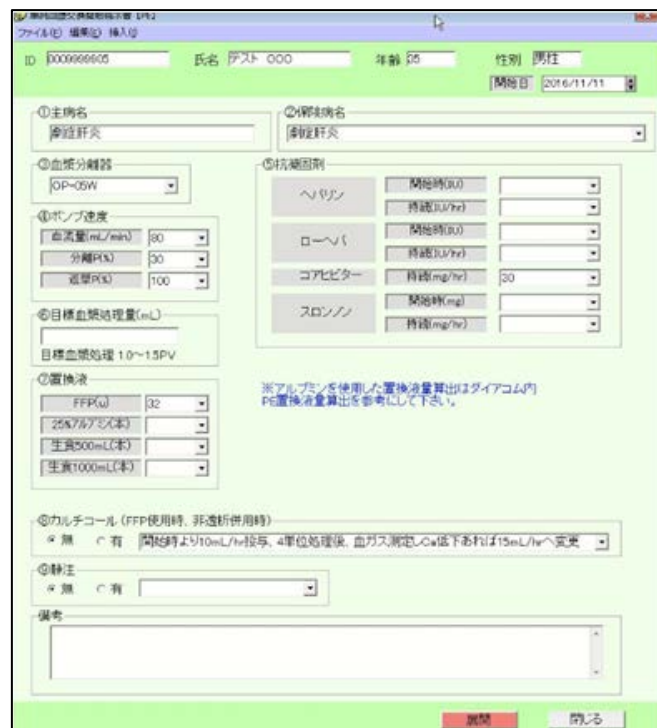 ファイル(F) 編集(E) 挿入(I)
ID 0009999605 氏名 テスト 000 年齢 05 性別 男性
開始日 2016/11/11
①主病名
劇症肝炎
②保険病名
劇症肝炎
③血漿分離器
OP-05W
④ポンプ速度
血流量(mL/min) 80
分離P(%) 30
返漿P(%) 100
⑤抗凝固剤
ヘパリン
開始時(IU)
持続(IU/hr)
ローヘパ
開始時(IU)
持続(IU/hr)
コアヒビター 持続(mg/hr) 30
スロンノン
開始時(mg)
持続(mg/hr)
⑥目標血漿処理量(mL)
目標血漿処理 1.0～1.5PV
⑦置換液
FFP(u) 32
25%アルブミン(本)
生食500mL(本)
生食1000mL(本)
※アルブミンを使用した置換液量算出はダイアコム内
PE置換液量算出を参考にして下さい。
⑧カルチコール (FFP使用時、非透析併用時)
無 有 開始時より10mL/hr投与、4単位処理後、血ガス測定しCa低下あれば15mL/hrへ変更
⑨静注
無 有
備考
展開 閉じる